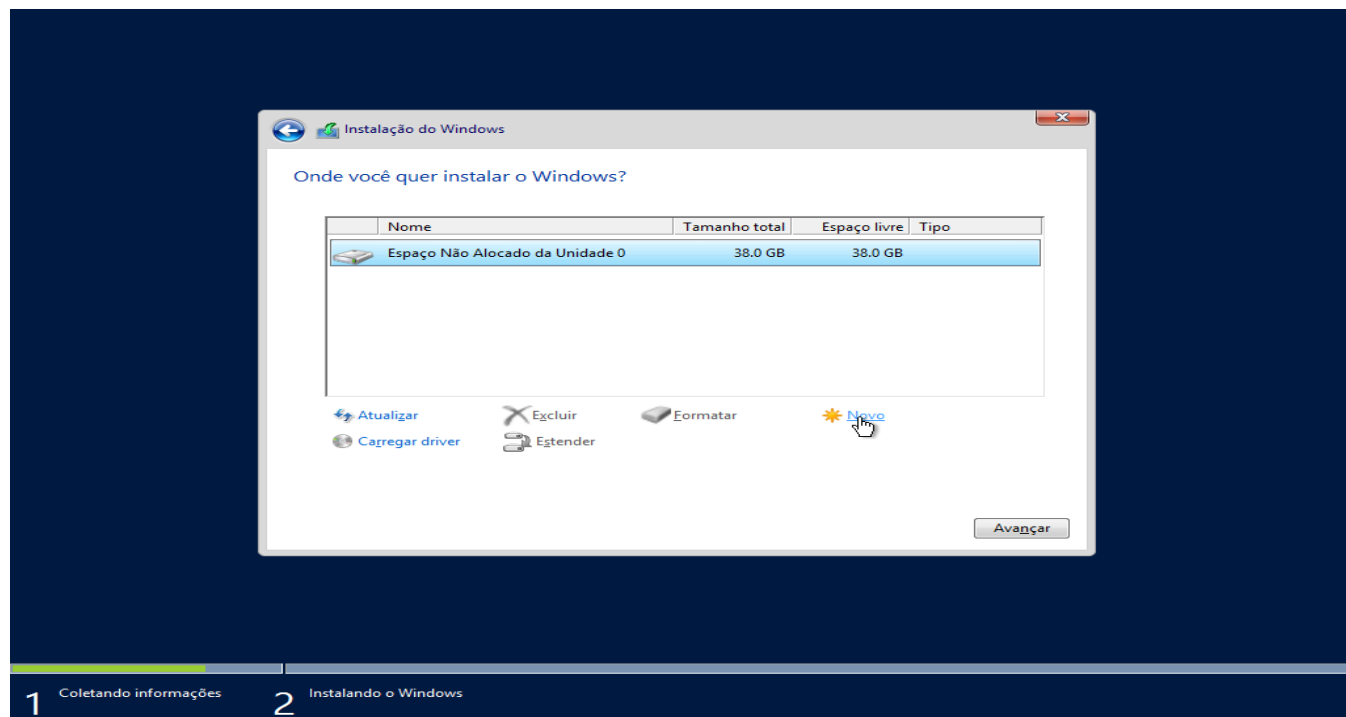 Instalação do Windows
Onde você quer instalar o Windows?
Nome Tamanho total Espaço livre Tipo
Espaço Não Alocado da Unidade 0 38.0 GB 38.0 GB
Atualizar Excluir Formatar Novo
Carregar driver Estender
Avançar
1 Coletando informações 2 Instalando o Windows